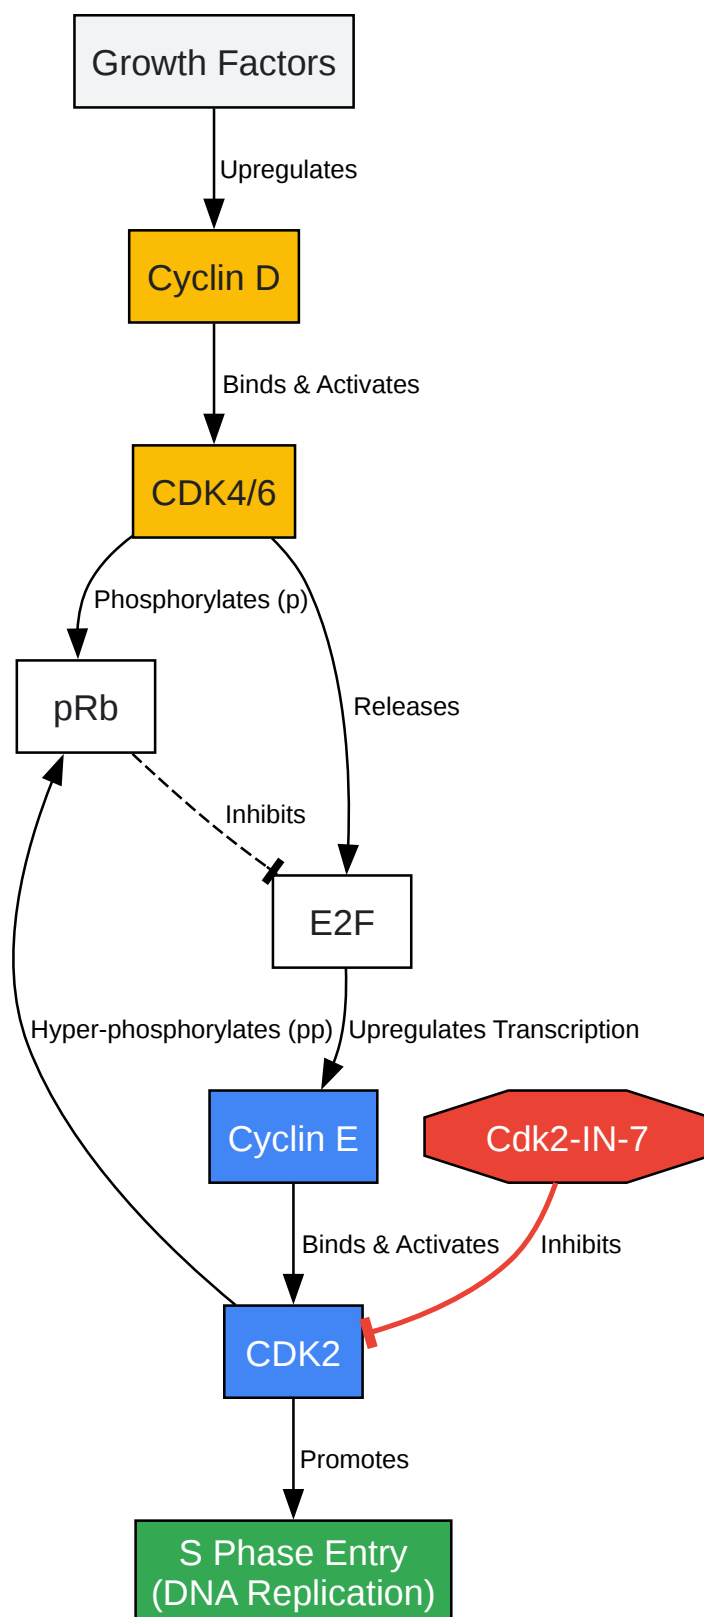 Growth Factors
Upregulates
Cyclin D
Binds & Activates
CDK4/6
Phosphorylates (p)
pRb
Releases
Inhibits
E2F
Hyper-phosphorylates (pp)
Upregulates Transcription
Cyclin E
Cdk2-IN-7
Binds & Activates
Inhibits
CDK2
Promotes
S Phase Entry
(DNA Replication)